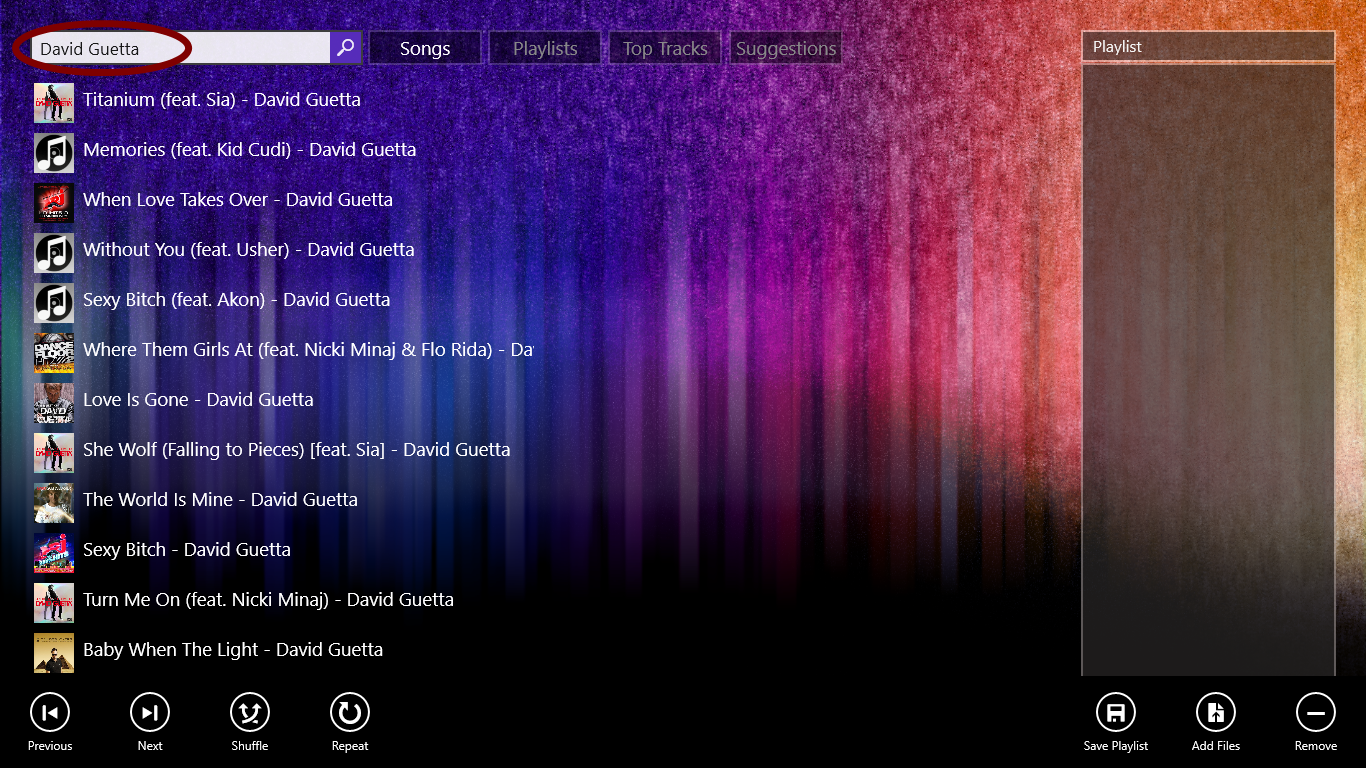 David Guetta
Songs
Playlists
Top Tracks
Suggestions
Playlist
Titanium (feat. Sia) - David Guetta
Memories (feat. Kid Cudi) - David Guetta
When Love Takes Over - David Guetta
Without You (feat. Usher) - David Guetta
Sexy Bitch (feat. Akon) - David Guetta
Where Them Girls At (feat. Nicki Minaj & Flo Rida) - Da
Love Is Gone - David Guetta
She Wolf (Falling to Pieces) [feat. Sia] - David Guetta
The World Is Mine - David Guetta
Sexy Bitch - David Guetta
Turn Me On (feat. Nicki Minaj) - David Guetta
Baby When The Light - David Guetta
Previous
Next
Shuffle
Repeat
Save Playlist
Add Files
Remove